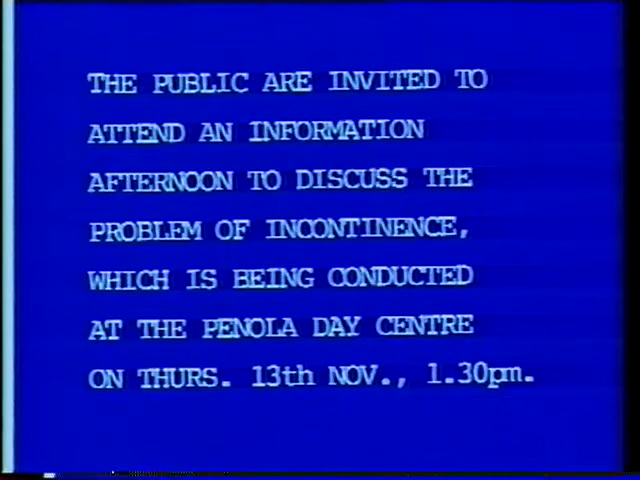 THE PUBLIC ARE INVITED TO
ATTEND AN INFORMATION
AFTERNOON TO DISCUSS THE
PROBLEM OF INCONTINENCE,
WHICH IS BEING CONDUCTED
AT THE PENOLA DAY CENTRE
ON THURS. 13th NOV., 1.30pm.